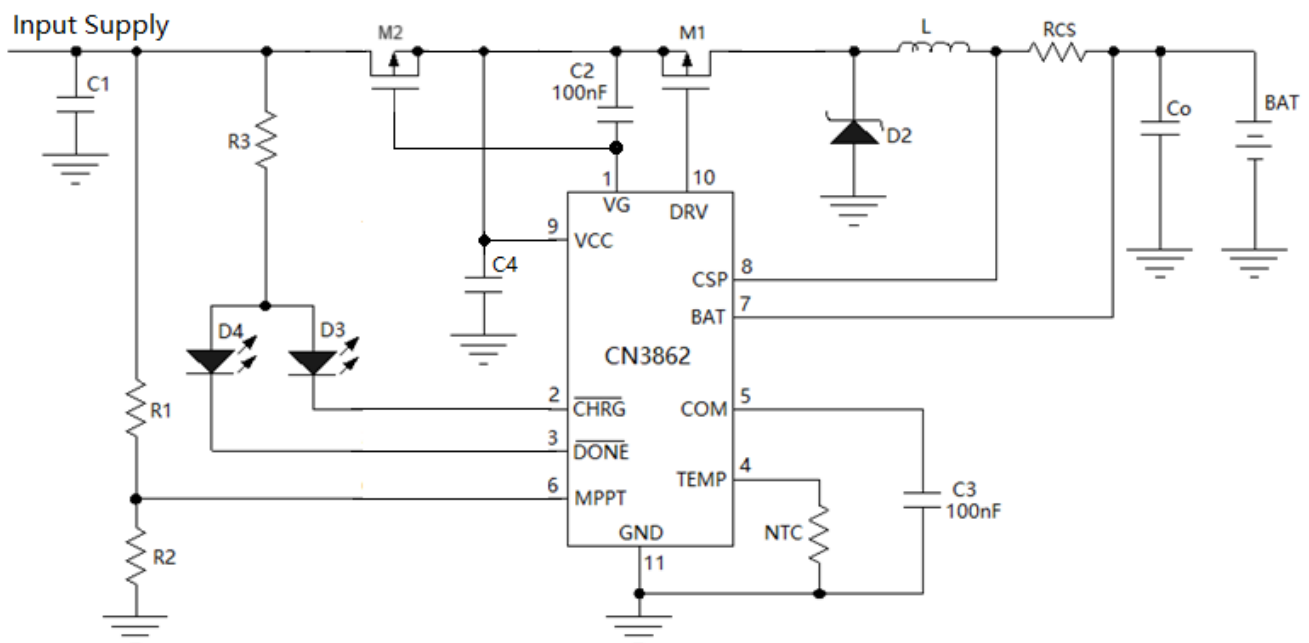 Input Supply
M2
M1
L
RCS
C1
C2
100nF
Co
BAT
R3
D2
1
10
VG
DRV
9
VCC
C4
8
CSP
7
BAT
D4
D3
CN3862
2
CHRG
5
COM
R1
3
DONE
4
TEMP
6
MPPT
C3
100nF
NTC
GND
R2
11